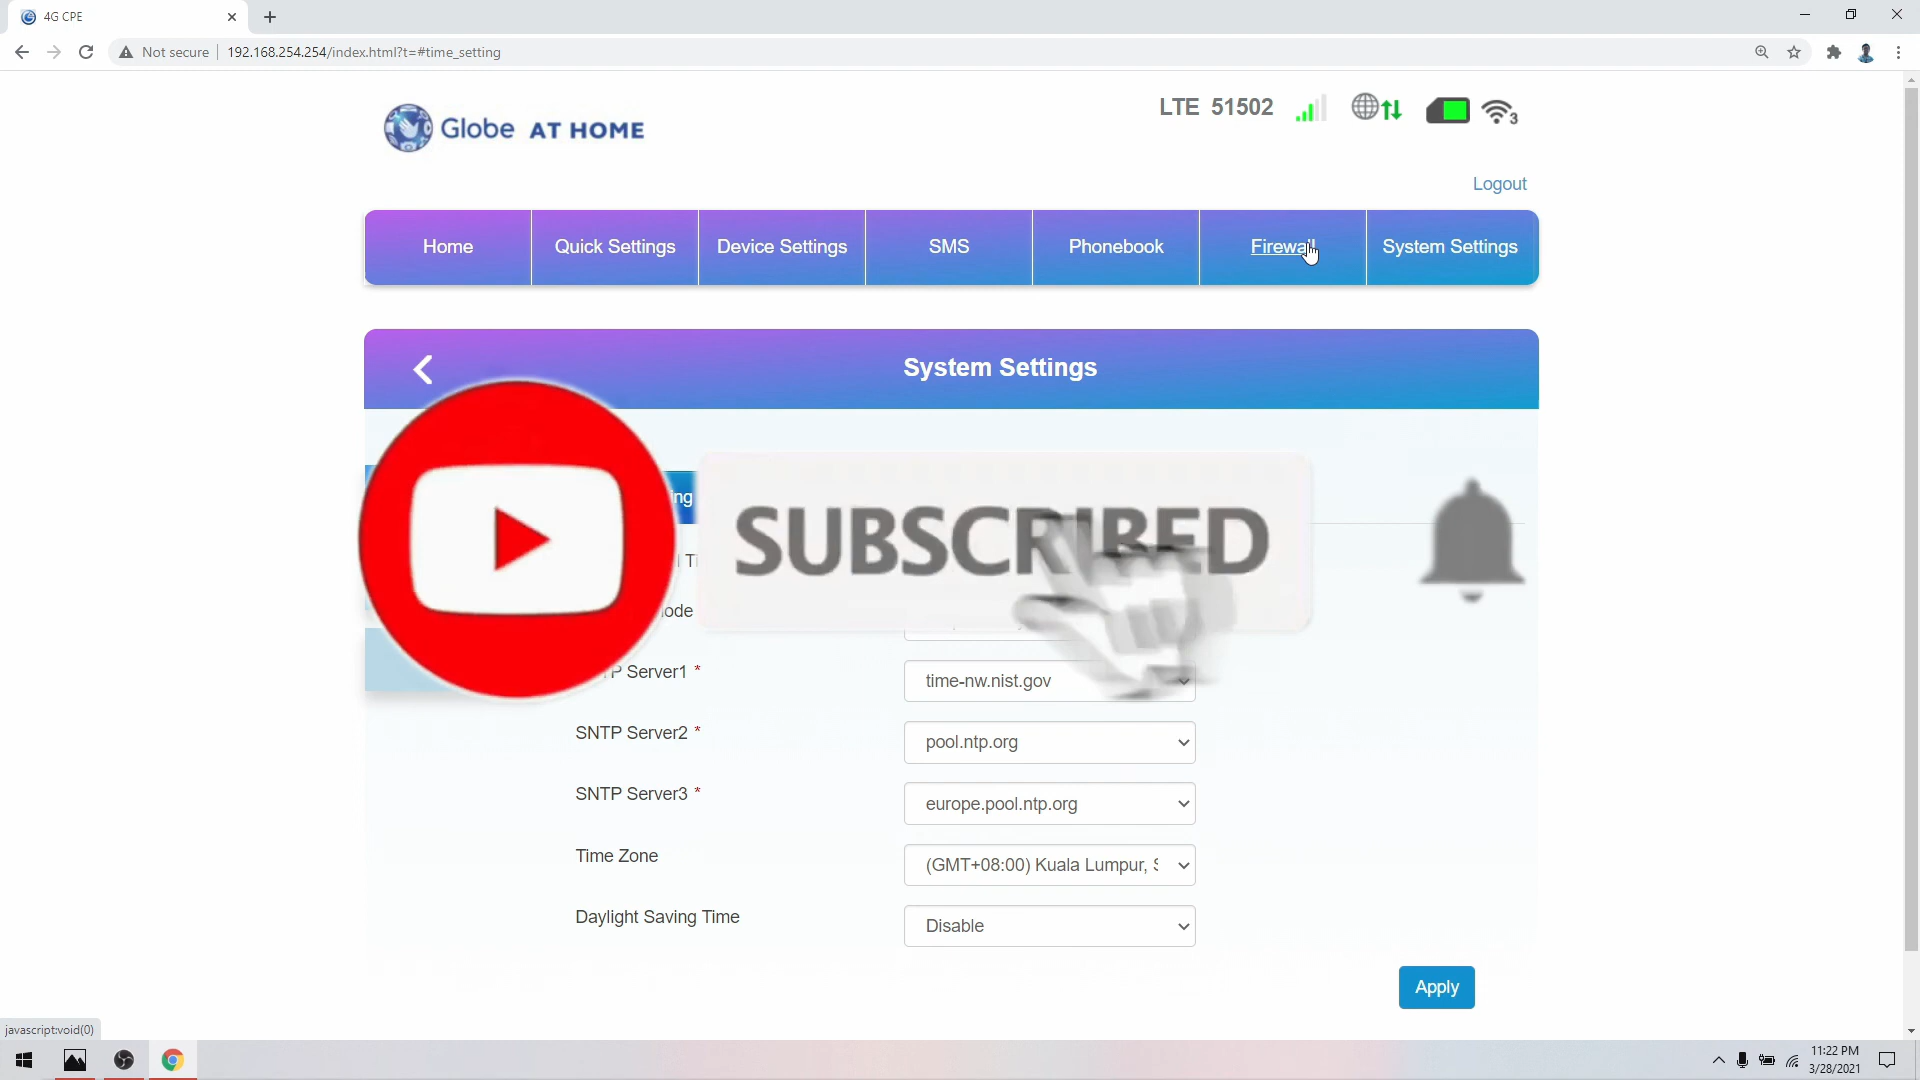 4G CPE
Not secure
192.168.254.254/index.html?t=#time_setting
Globe AT HOME
LTE 51502
3
Logout
Home
Quick Settings
Device Settings
SMS
Phonebook
Firewall
System Settings
System Settings
SUBSCRIBED
Server1 *
time-nw.nist.gov
SNTP Server2 *
pool.ntp.org
SNTP Server3 *
europe.pool.ntp.org
Time Zone
(GMT+08:00) Kuala Lumpur, S
Daylight Saving Time
Disable
Apply
javascript:void(0)
11:22 PM
3/28/2021